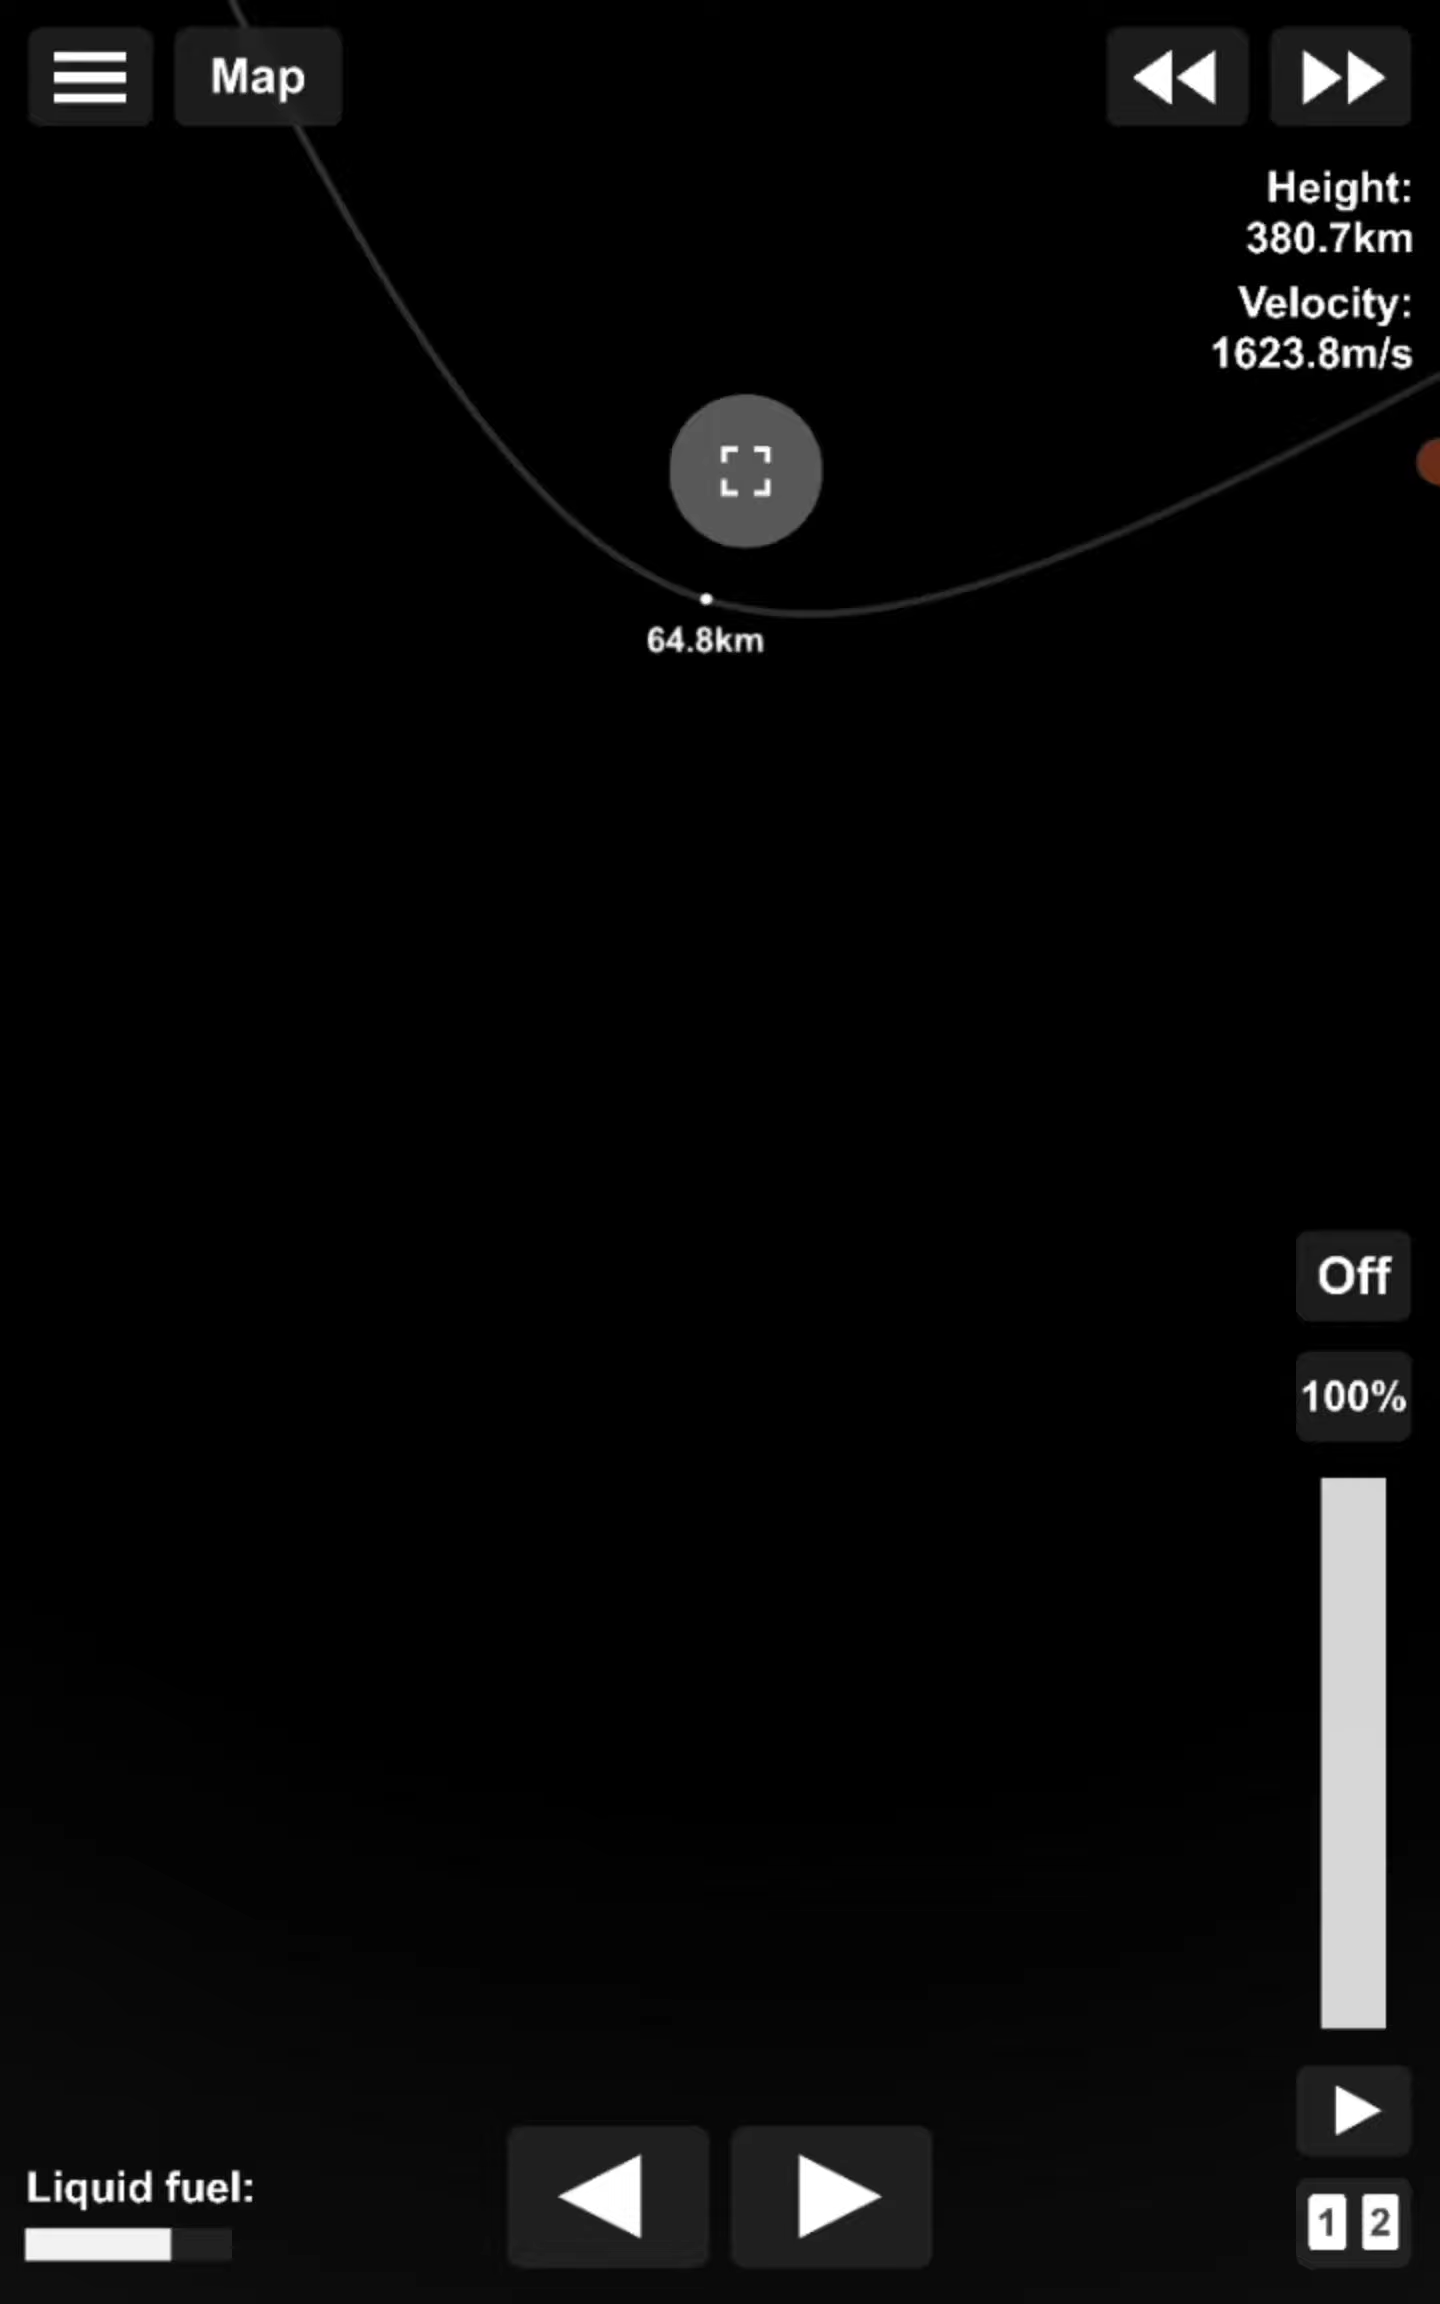 Map
Height:
380.7km
Velocity:
1623.8m/s
64.8km
Off
100%
Liquid fuel:
1 2